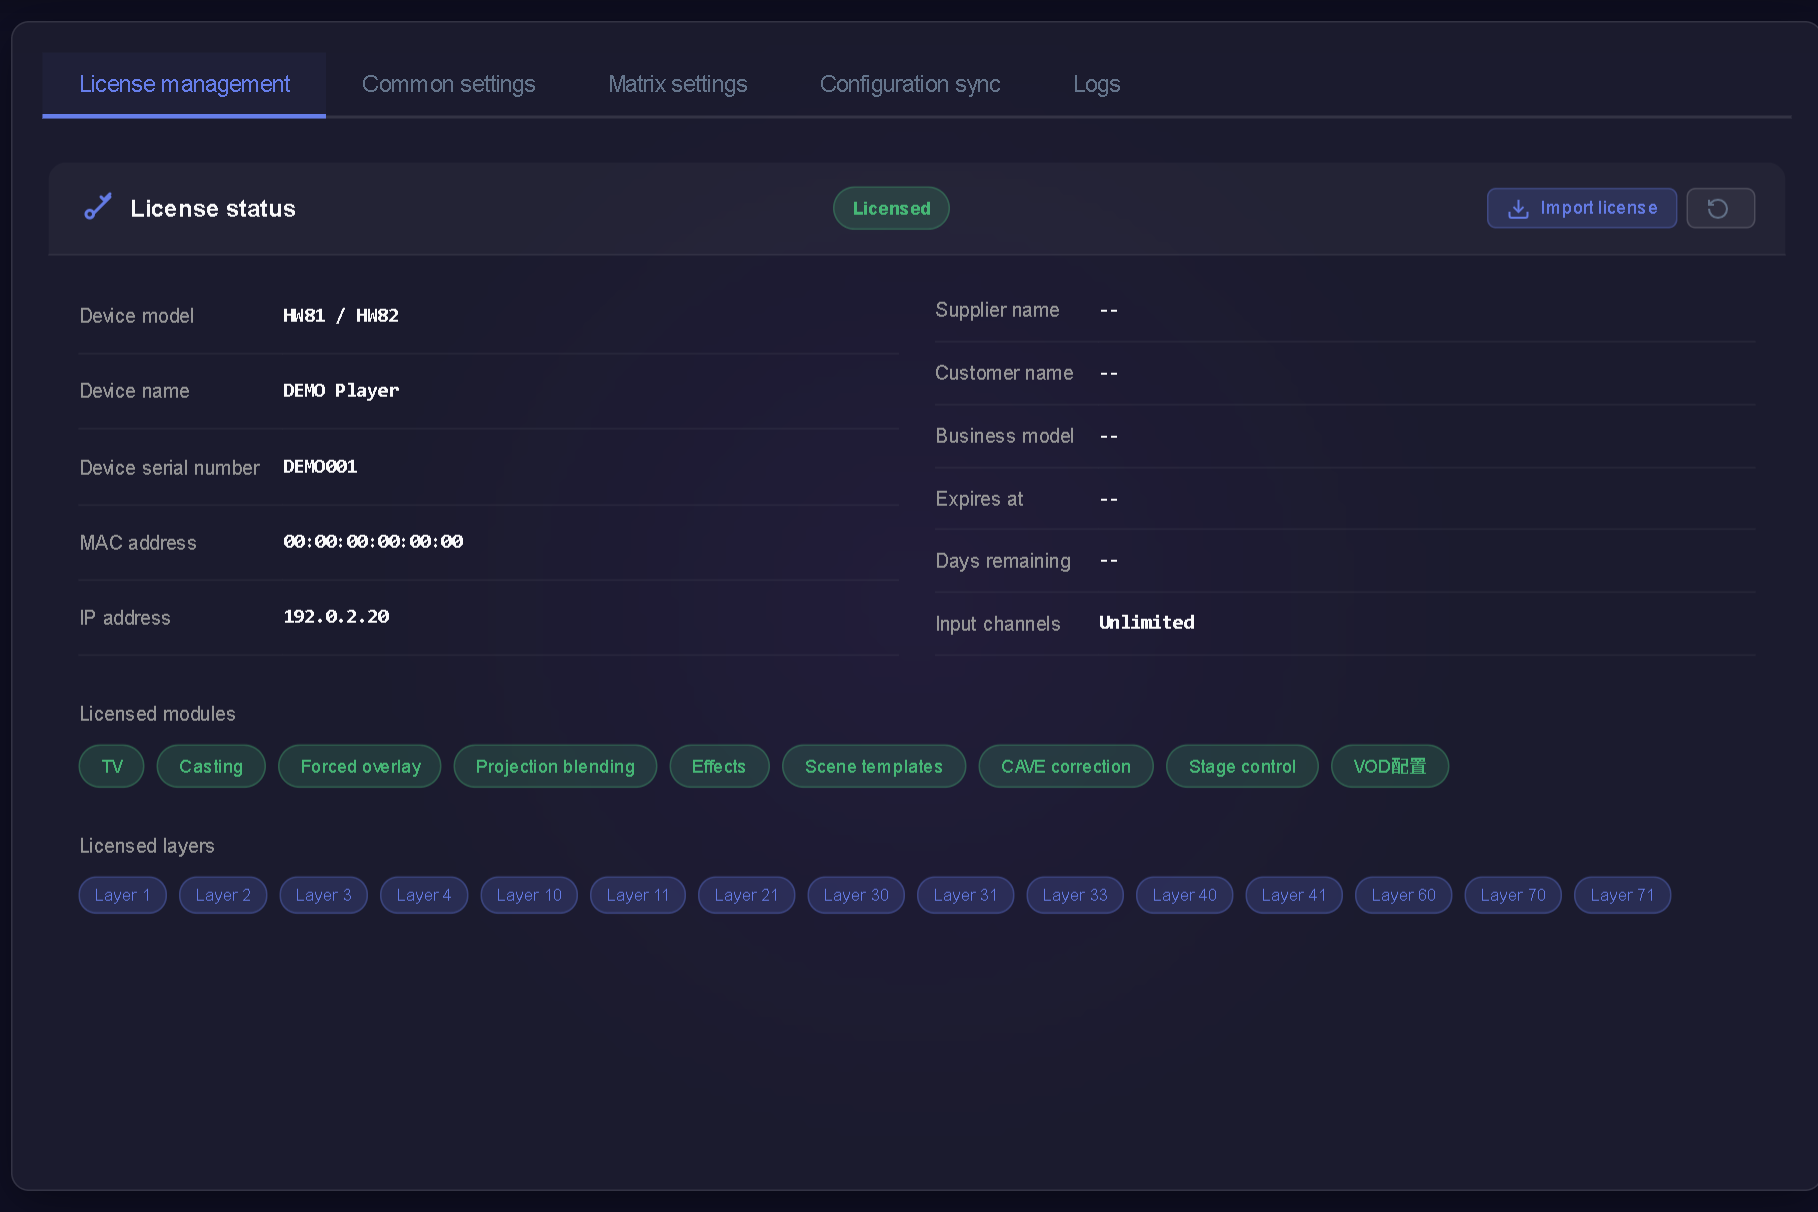 License management Common settings Matrix settings Configuration sync Logs
License status Licensed Import license
Device model HW81 / HW82
Device name DEMO Player
Device serial number DEMO001
MAC address 00:00:00:00:00:00
IP address 192.0.2.20
Supplier name --
Customer name --
Business model --
Expires at --
Days remaining --
Input channels Unlimited
Licensed modules
TV Casting Forced overlay Projection blending Effects Scene templates CAVE correction Stage control VOD配置
Licensed layers
Layer 1 Layer 2 Layer 3 Layer 4 Layer 10 Layer 11 Layer 21 Layer 30 Layer 31 Layer 33 Layer 40 Layer 41 Layer 60 Layer 70 Layer 71